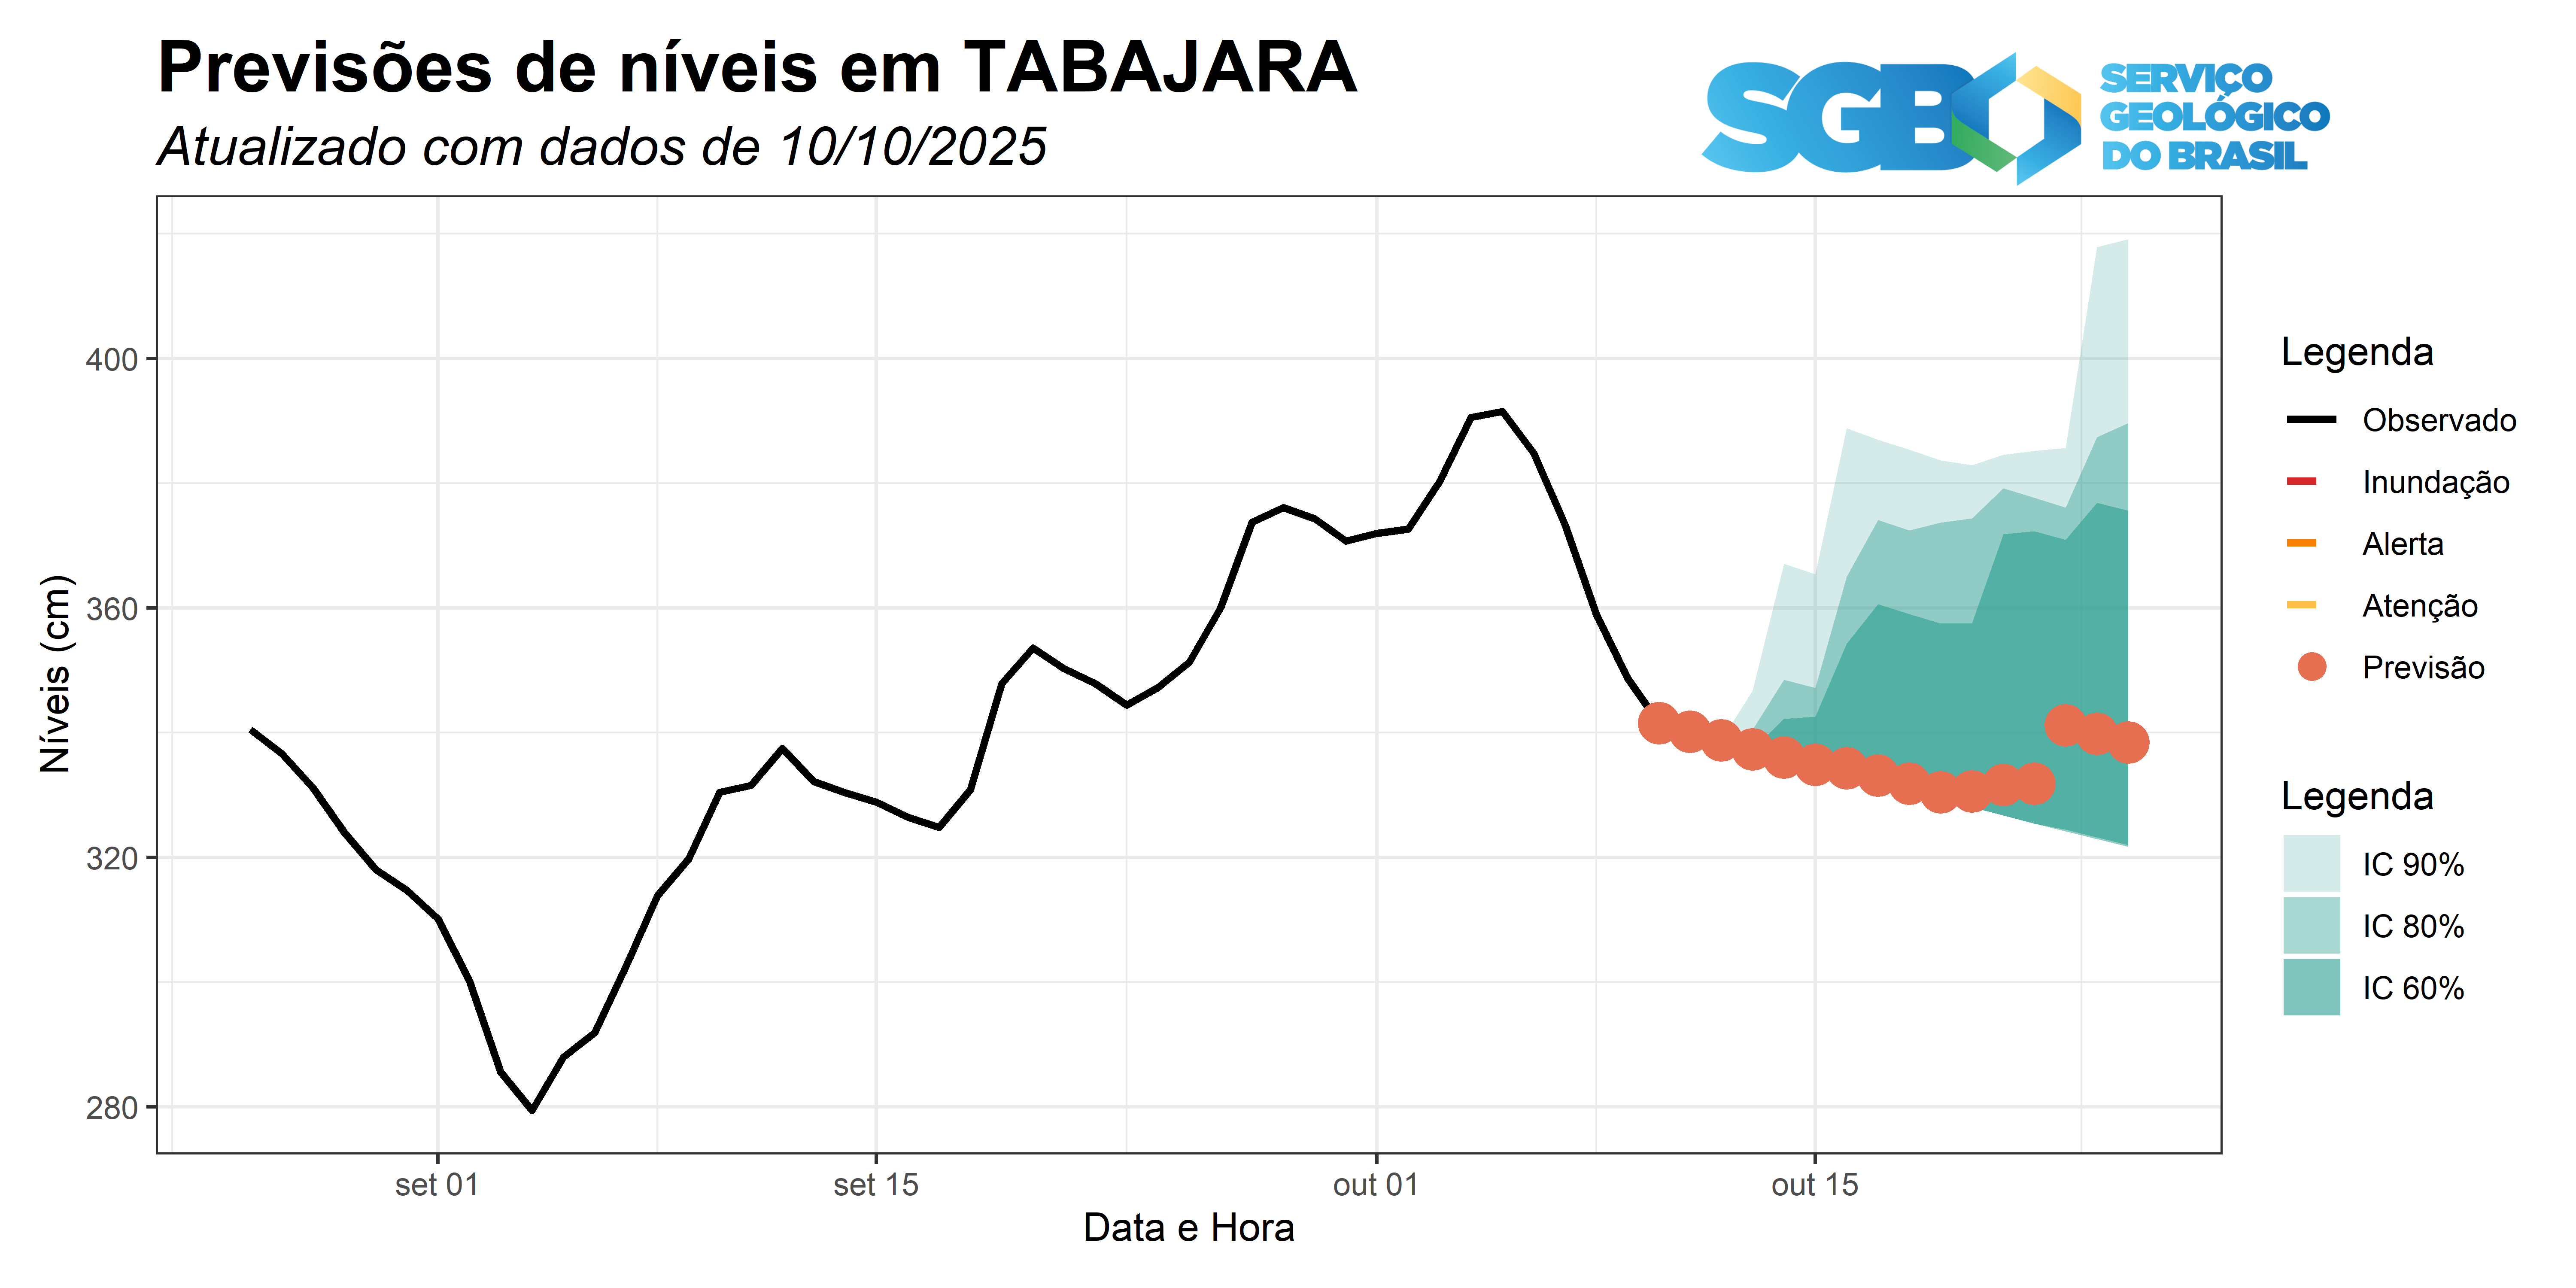 Previsões de níveis em TABAJARA
Atualizado com dados de 10/10/2025
SGB
SERVIÇO
GEOLÓGICO
DO BRASIL
Níveis (cm)
400
360
320
280
set 01
set 15
out 01
out 15
Data e Hora
Legenda
Observado
Inundação
Alerta
Atenção
Previsão
Legenda
IC 90%
IC 80%
IC 60%